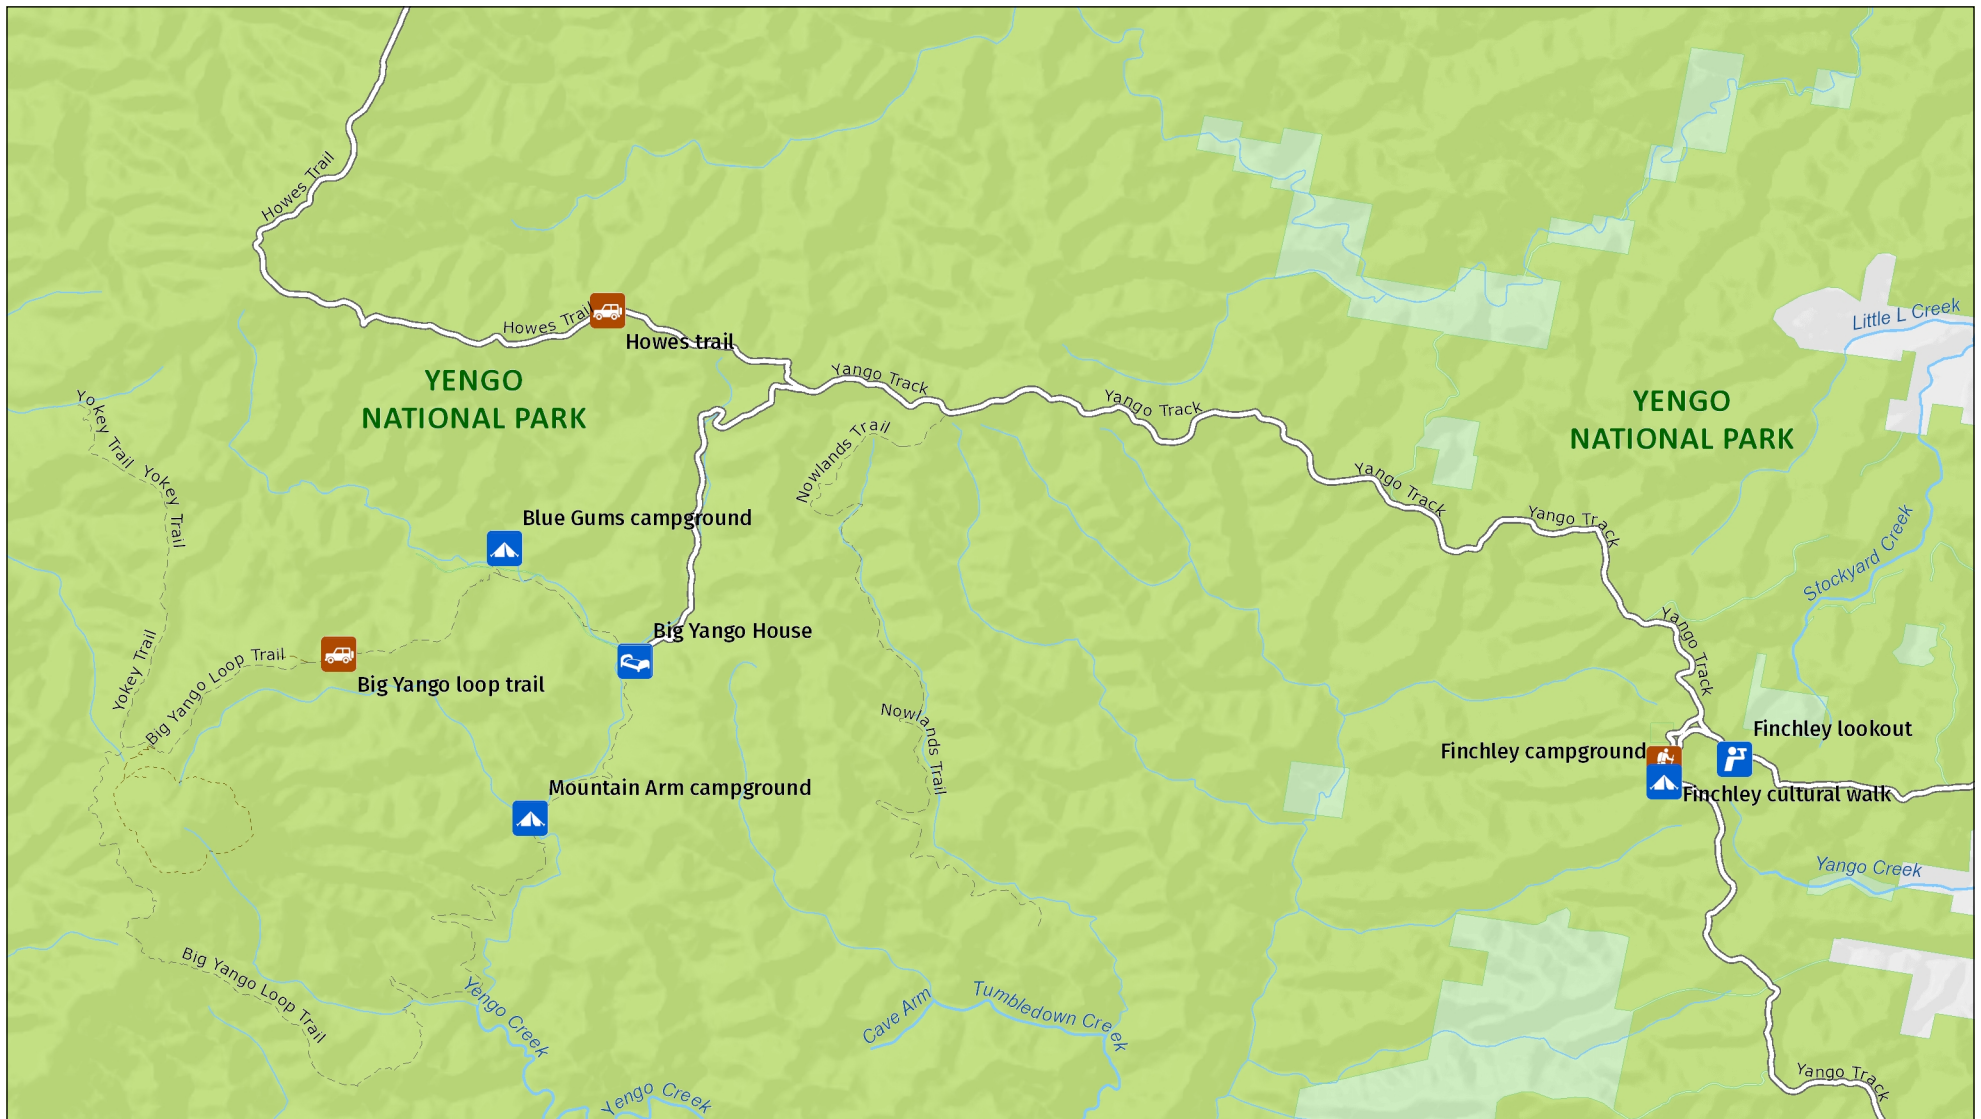 Howes Trail
Little L Creek
Howes Trail
Howes trail
YENGO
NATIONAL PARK
Yango Track
Yango Track
YENGO
NATIONAL PARK
Yokey Trail
Nowlands Trail
Yokey Trail
Yango Track
Blue Gums campground
Yango Track
Stockyard Creek
Big Yango House
Yango Track
Yokey Trail
Big Yango Loop Trail
Big Yango loop trail
Nowlands Trail
Finchley lookout
Finchley campground
Mountain Arm campground
Finchley cultural walk
Yango Creek
Big Yango Loop Trail
Yengo Creek
Cave Arm
Tumbledown Creek
Yango Track
Yengo Creek